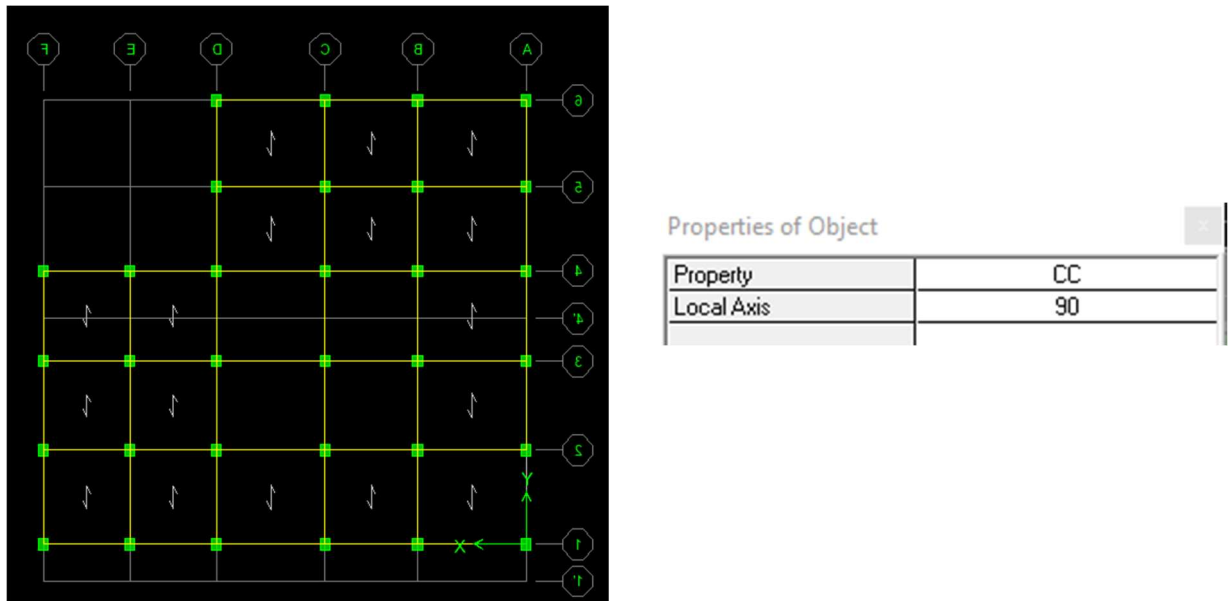 F E D C B A
6
5
4
4'
3
2
Y
X
1
1'
Properties of Object x
Property CC
Local Axis 90